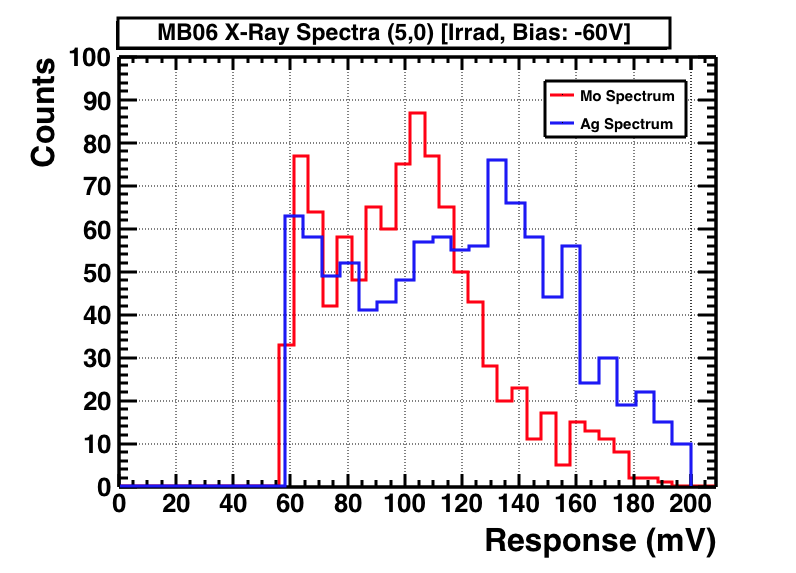 MB06 X-Ray Spectra (5,0) [Irrad, Bias: -60V]
Counts
100
90
80
70
60
50
40
30
20
10
0
Mo Spectrum
Ag Spectrum
0 20 40 60 80 100 120 140 160 180 200
Response (mV)